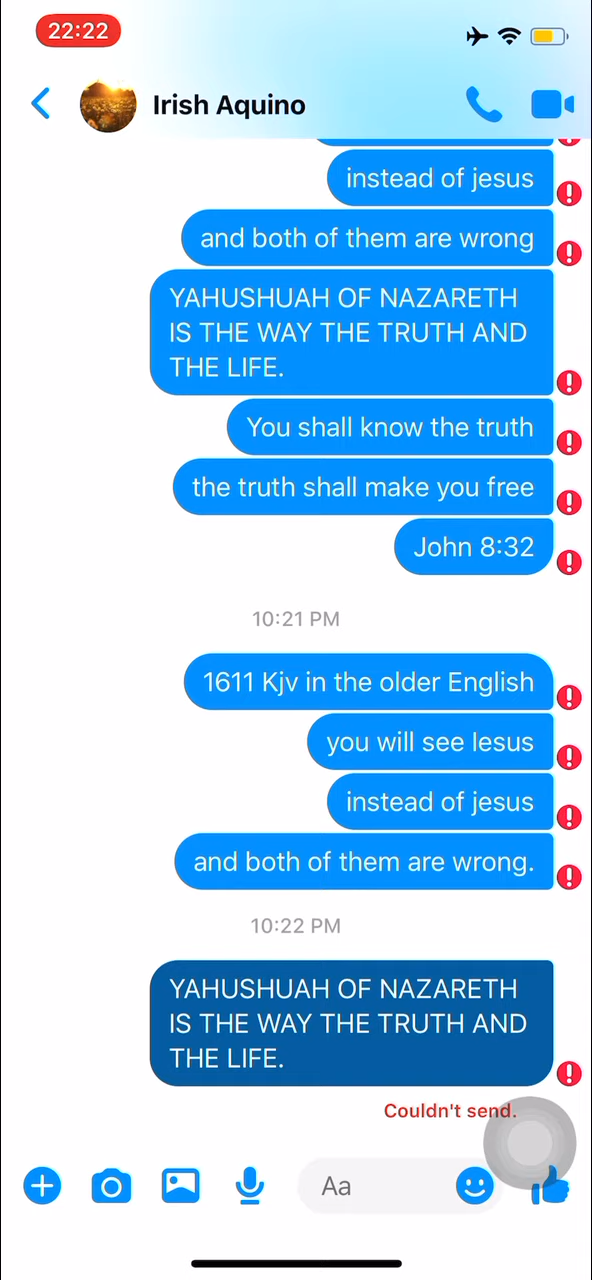 22:22
Irish Aquino
instead of jesus
and both of them are wrong
YAHUSHUAH OF NAZARETH
IS THE WAY THE TRUTH AND
THE LIFE.
You shall know the truth
the truth shall make you free
John 8:32
10:21 PM
1611 Kjv in the older English
you will see Iesus
instead of jesus
and both of them are wrong.
10:22 PM
YAHUSHUAH OF NAZARETH
IS THE WAY THE TRUTH AND
THE LIFE.
Couldn't send.
Aa